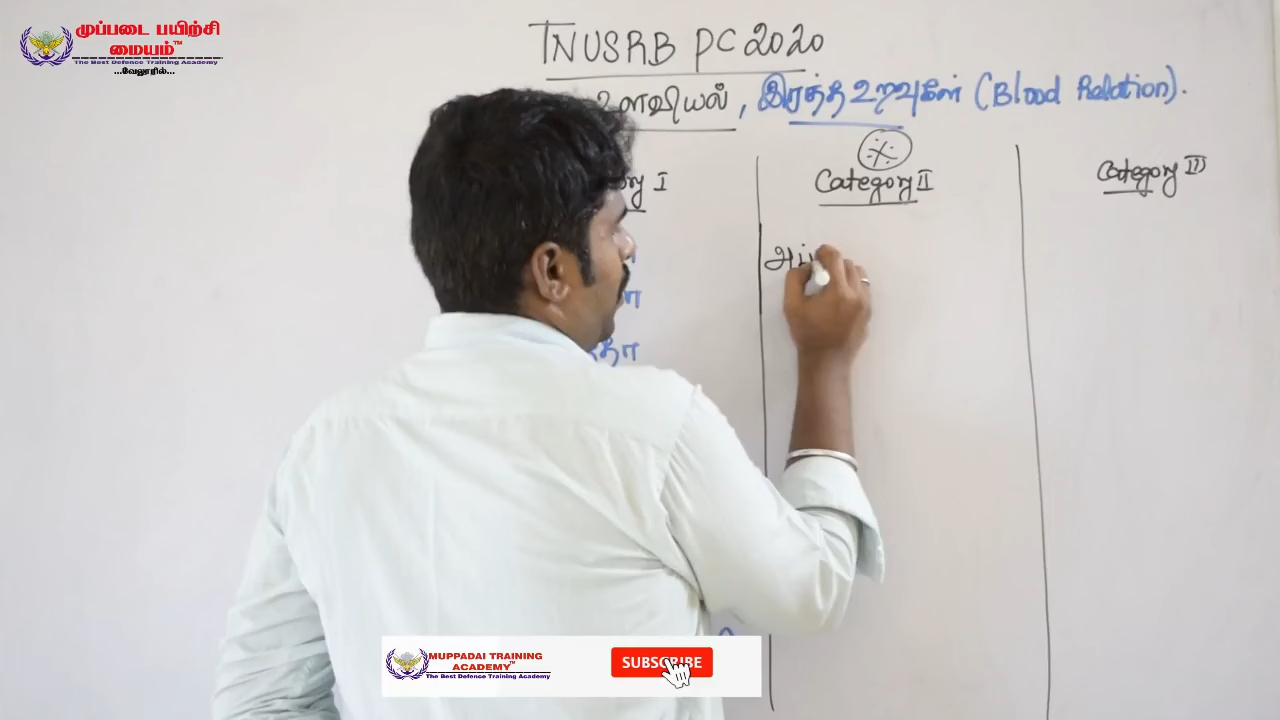 முப்படை பயிற்சி
மையம்™
The Best Defence Training Academy
...வேலூரில்...
TNUSRB PC 2020
உளவியல், இரத்த உறவுகள் (Blood Relation).
I
Category II
Category III
MUPPADAI TRAINING
ACADEMY™
The Best Defence Training Academy
SUBSCRIBE